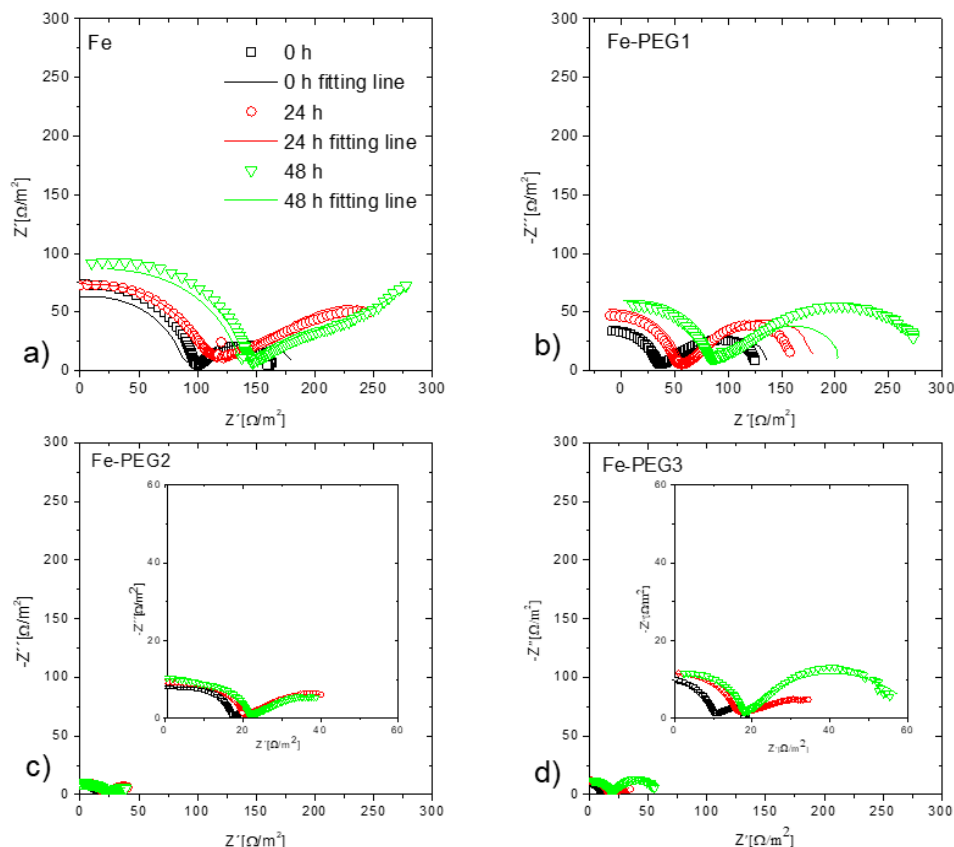 Fe
0 h
0 h fitting line
24 h
24 h fitting line
48 h
48 h fitting line
300
250
200
150
100
50
0
Z´[Ω/m²]
a)
0 50 100 150 200 250 300
Z´[Ω/m²]
Fe-PEG1
300
250
200
150
100
50
0
-Z´´[Ω/m²]
b)
0 50 100 150 200 250 300
Z´[Ω/m²]
Fe-PEG2
300
250
200
150
100
50
0
-Z´´[Ω/m²]
60
40
20
0
-Z´´[Ω/m²]
0 20 40 60
Z´[Ω/m²]
c)
0 50 100 150 200 250 300
Z´[Ω/m²]
Fe-PEG3
300
250
200
150
100
50
0
-Z"[Ω/m²]
60
40
20
0
0 20 40 60
d)
0 50 100 150 200 250 300
Z´[Ω/m²]